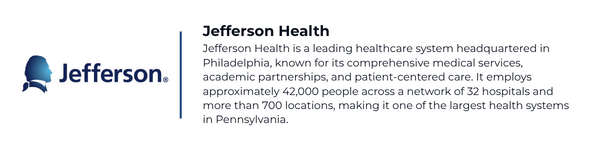 Jefferson®
Jefferson Health
Jefferson Health is a leading healthcare system headquartered in
Philadelphia, known for its comprehensive medical services,
academic partnerships, and patient-centered care. It employs
approximately 42,000 people across a network of 32 hospitals and
more than 700 locations, making it one of the largest health systems
in Pennsylvania.